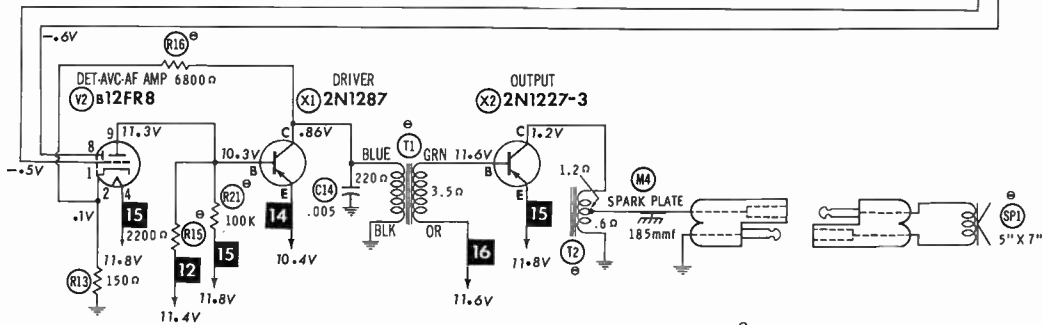 -.6V
R16 ⊖
DET-AVC-AF AMP 6800Ω
DRIVER
OUTPUT
V2 B12FR8
X1 2N1287
X2 2N1227-3
9 11.3V
C .86V
C 1.2V
8
10.3V
B
BLUE
T1 ⊖
GRN 11.6V
B
1.2Ω
M4
-.5V
1
2 4
R21 ⊖
C14
220Ω
3.5Ω
SPARK PLATE
SP1 ⊖
.1V
15
100K
E
14
.005
E
15
.6Ω
185mmf
5" X 7"
2200Ω
R15 ⊖
BLK
OR
T2 ⊖
11.8V
12
15
10.4V
16
11.8V
R13 150Ω
11.8V
11.6V
11.4V